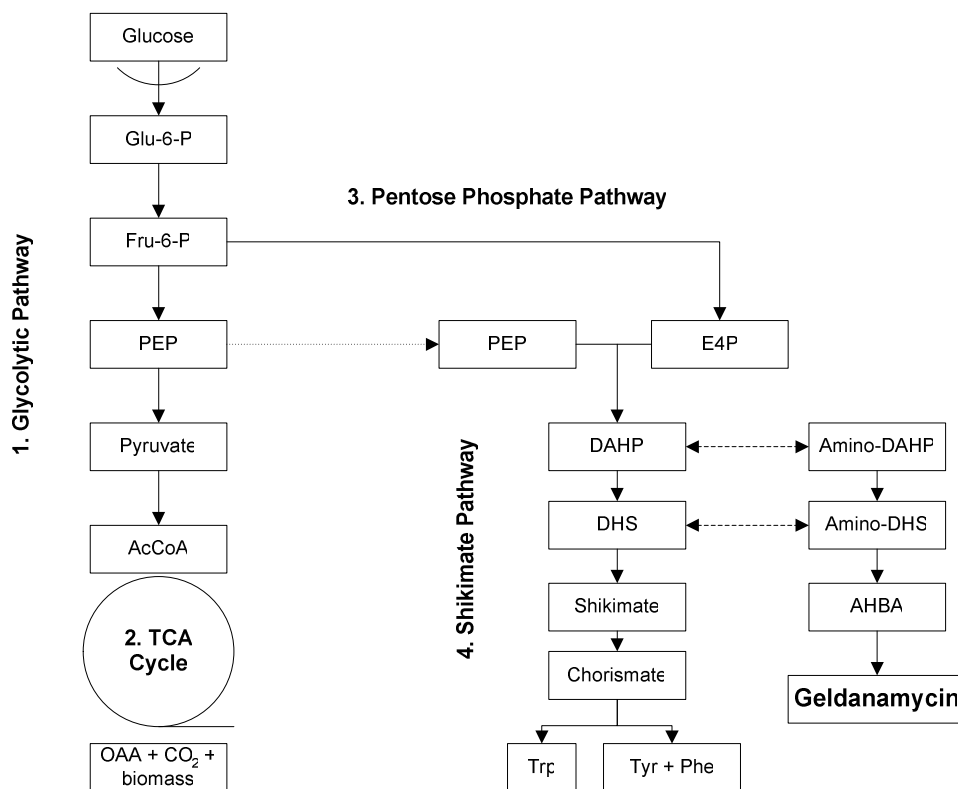 Glucose
Glu-6-P
3. Pentose Phosphate Pathway
Fru-6-P
1. Glycolytic Pathway
PEP
PEP
E4P
Pyruvate
DAHP
Amino-DAHP
4. Shikimate Pathway
AcCoA
DHS
Amino-DHS
2. TCA
Cycle
Shikimate
AHBA
Chorismate
Geldanamycin
OAA + CO2 +
biomass
Trp
Tyr + Phe